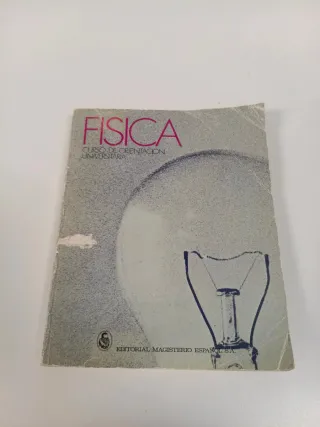 FISICA
CURSO DE ORIENTACION
UNIVERSITARIA
EDITORIAL MAGISTERIO ESPAÑOL, S.A.